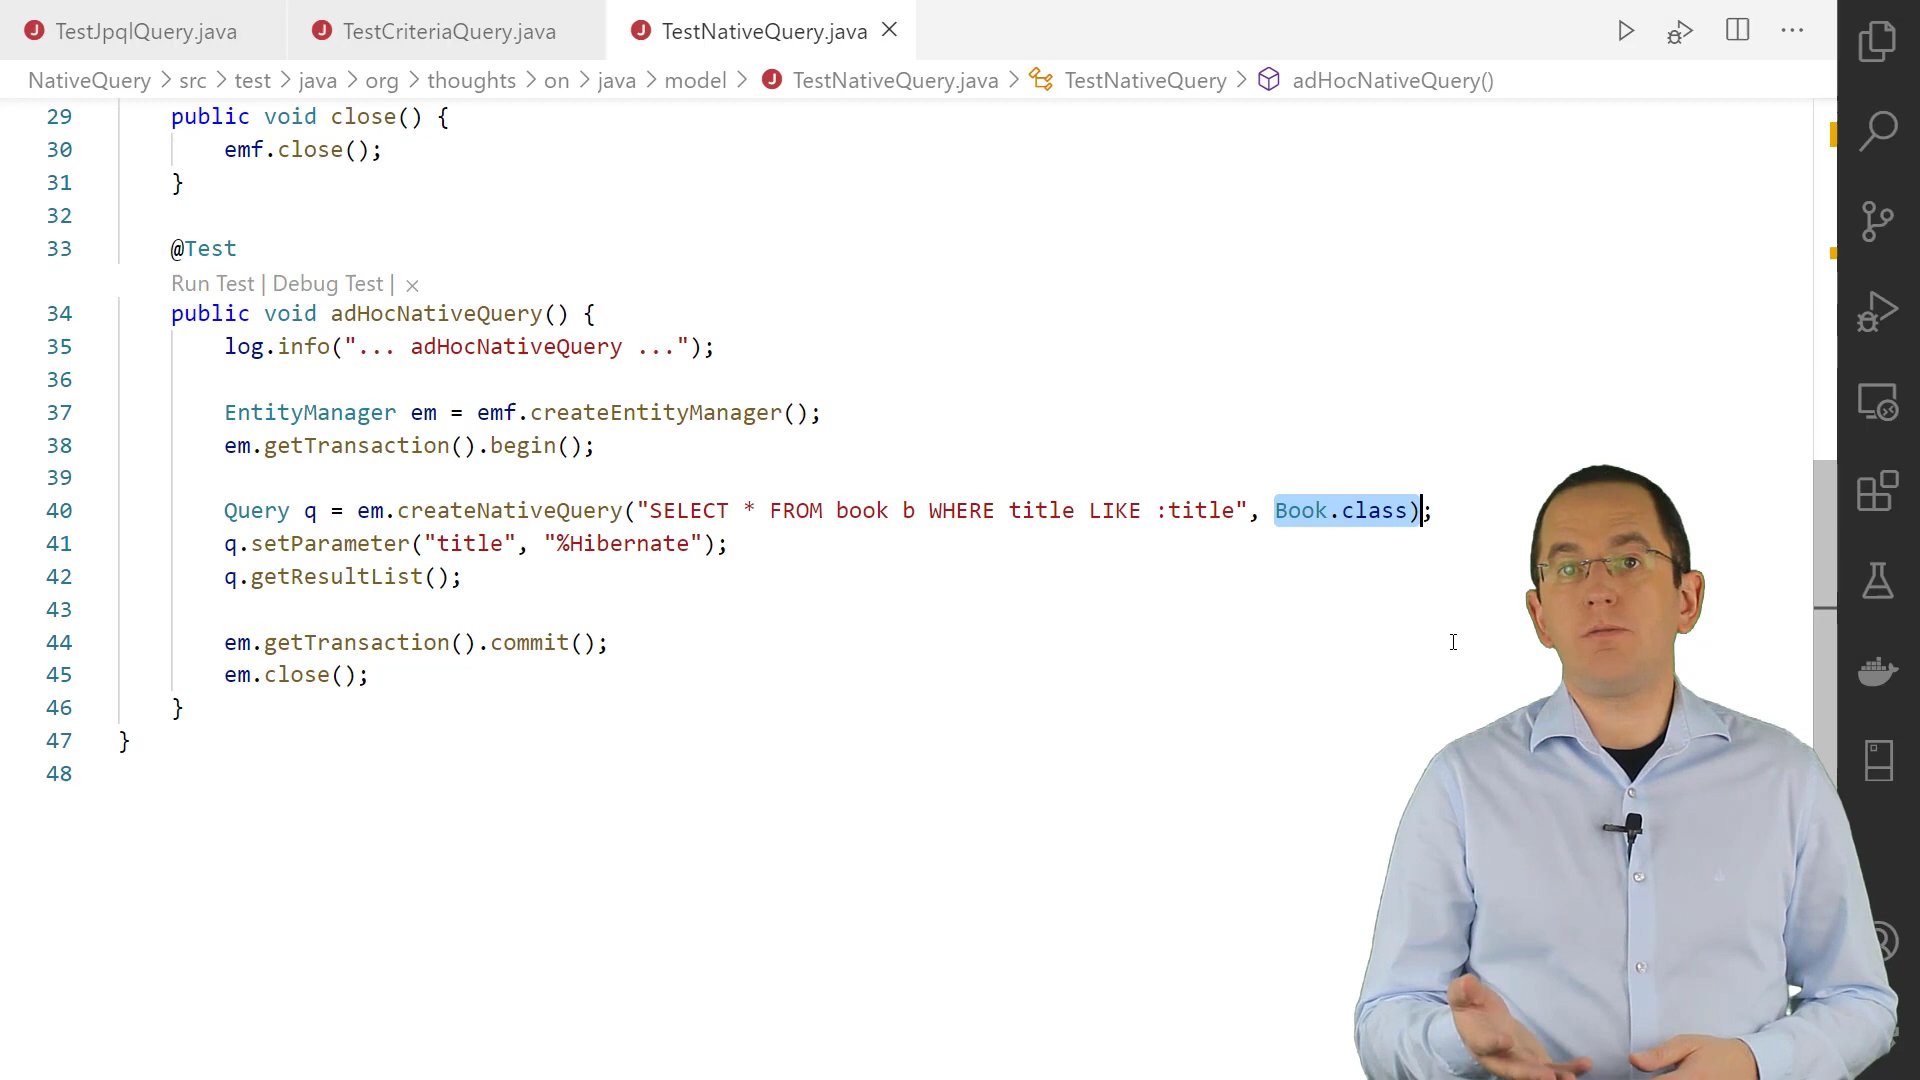 TestJpqlQuery.java TestCriteriaQuery.java TestNativeQuery.java
NativeQuery > src > test > java > org > thoughts > on > java > model > TestNativeQuery.java > TestNativeQuery > adHocNativeQuery()
29 public void close() {
30 emf.close();
31 }
32
33 @Test
Run Test | Debug Test |
34 public void adHocNativeQuery() {
35 log.info("... adHocNativeQuery ...");
36
37 EntityManager em = emf.createEntityManager();
38 em.getTransaction().begin();
39
40 Query q = em.createNativeQuery("SELECT * FROM book b WHERE title LIKE :title", Book.class);
41 q.setParameter("title", "%Hibernate");
42 q.getResultList();
43
44 em.getTransaction().commit();
45 em.close();
46 }
47 }
48